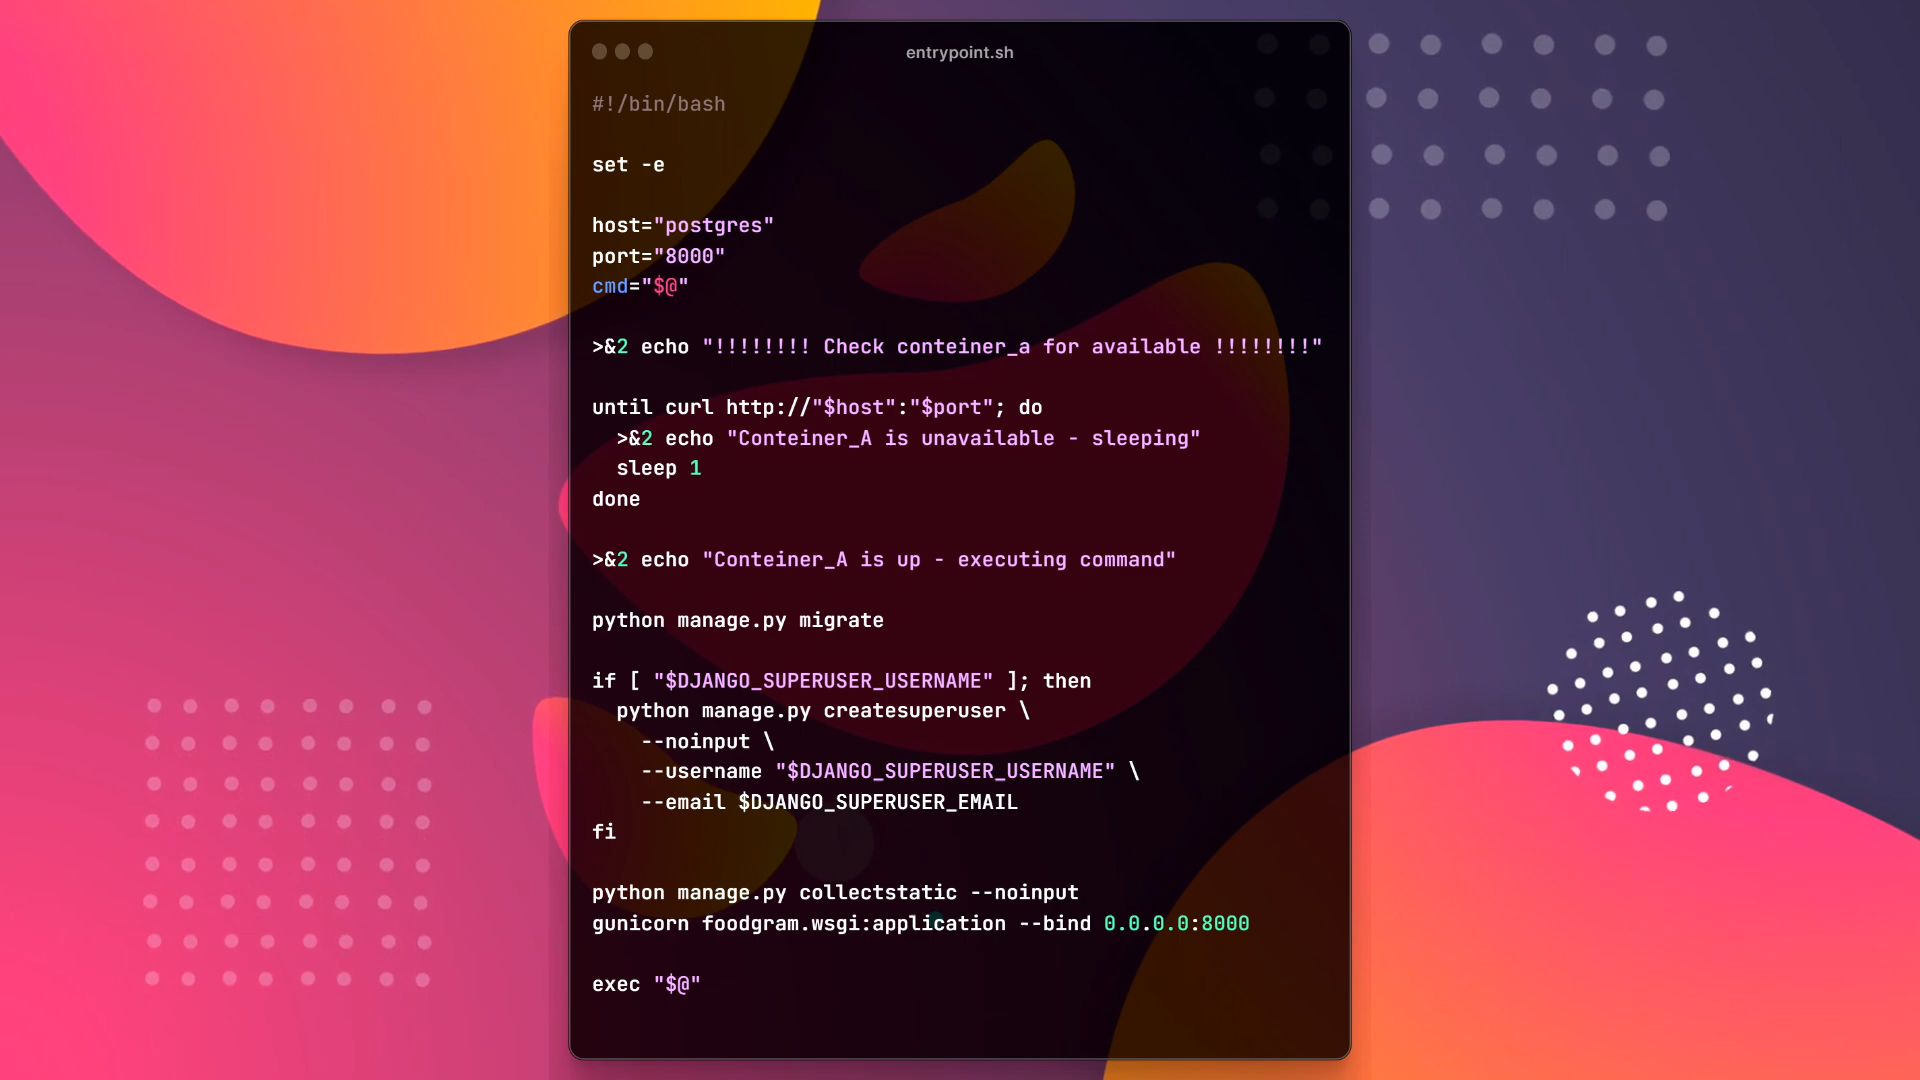 entrypoint.sh
#!/bin/bash
set -e
host="postgres"
port="8000"
cmd="$@"
>&2 echo "!!!!!!!! Check conteiner_a for available !!!!!!!!"
until curl http://"$host":"$port"; do
  >&2 echo "Conteiner_A is unavailable - sleeping"
  sleep 1
done
>&2 echo "Conteiner_A is up - executing command"
python manage.py migrate
if [ "$DJANGO_SUPERUSER_USERNAME" ]; then
  python manage.py createsuperuser \
    --noinput \
    --username "$DJANGO_SUPERUSER_USERNAME" \
    --email $DJANGO_SUPERUSER_EMAIL
fi
python manage.py collectstatic --noinput
gunicorn foodgram.wsgi:application --bind 0.0.0.0:8000
exec "$@"